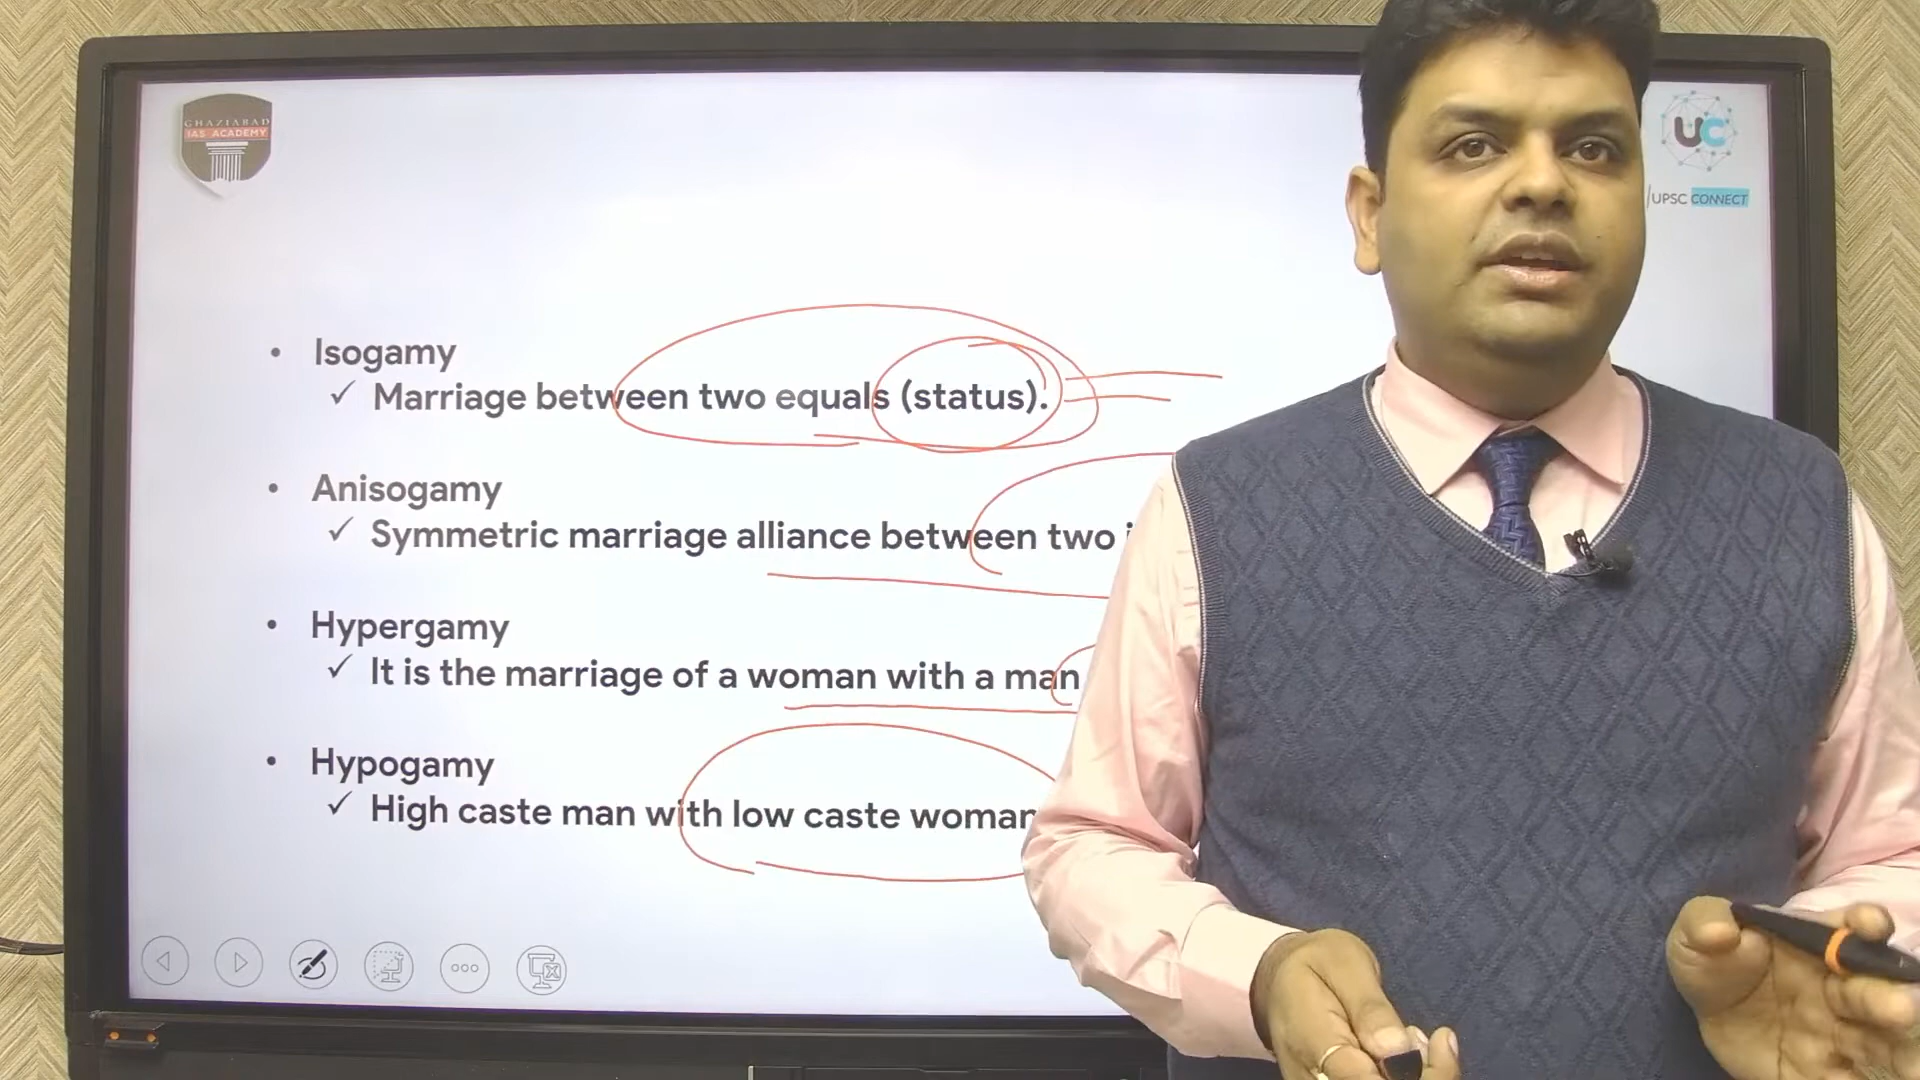 GHAZIABAD
IAS ACADEMY
UC
UPSC CONNECT
• Isogamy
✓ Marriage between two equals (status).
• Anisogamy
✓ Symmetric marriage alliance between two
• Hypergamy
✓ It is the marriage of a woman with a man
• Hypogamy
✓ High caste man with low caste woman